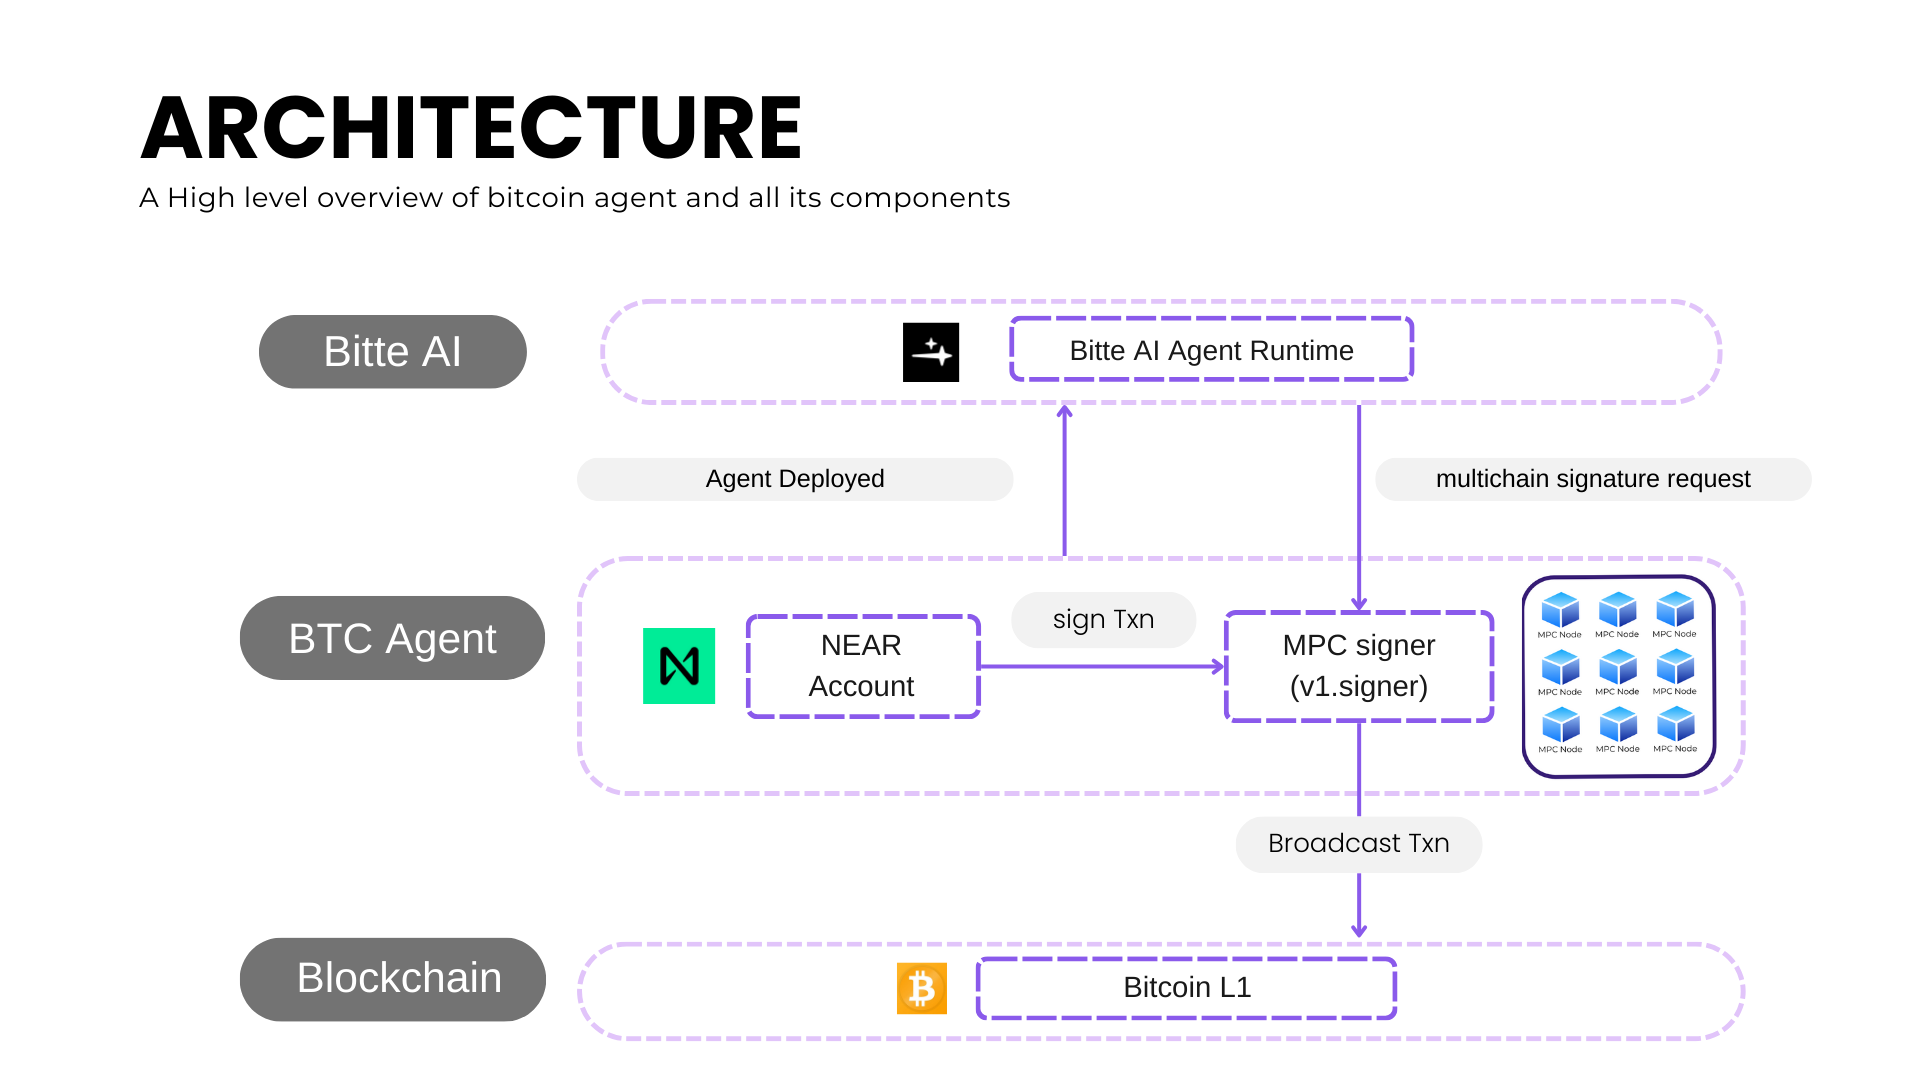 ARCHITECTURE
A High level overview of bitcoin agent and all its components
Bitte AI
Bitte AI Agent Runtime
Agent Deployed
multichain signature request
BTC Agent
NEAR
Account
sign Txn
MPC signer
(v1.signer)
MPC Node MPC Node MPC Node
MPC Node MPC Node MPC Node
MPC Node MPC Node MPC Node
Broadcast Txn
Blockchain
Bitcoin L1